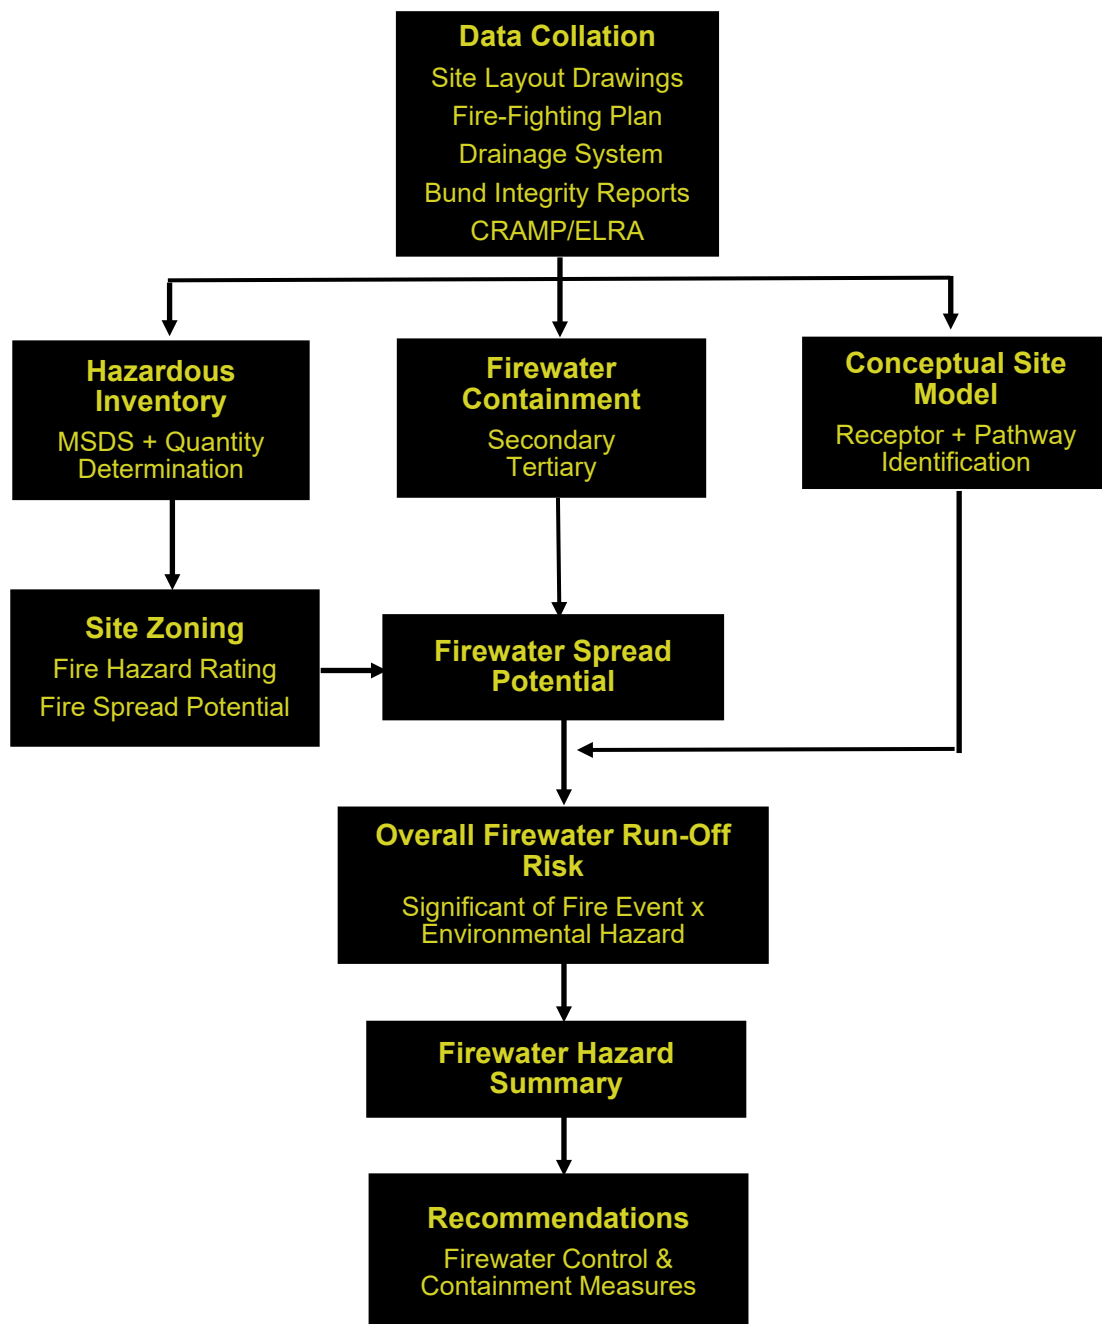 Data Collation
Site Layout Drawings
Fire-Fighting Plan
Drainage System
Bund Integrity Reports
CRAMP/ELRA
Hazardous
Inventory
MSDS + Quantity
Determination
Firewater
Containment
Secondary
Tertiary
Conceptual Site
Model
Receptor + Pathway
Identification
Site Zoning
Fire Hazard Rating
Fire Spread Potential
Firewater Spread
Potential
Overall Firewater Run-Off
Risk
Significant of Fire Event x
Environmental Hazard
Firewater Hazard
Summary
Recommendations
Firewater Control &
Containment Measures